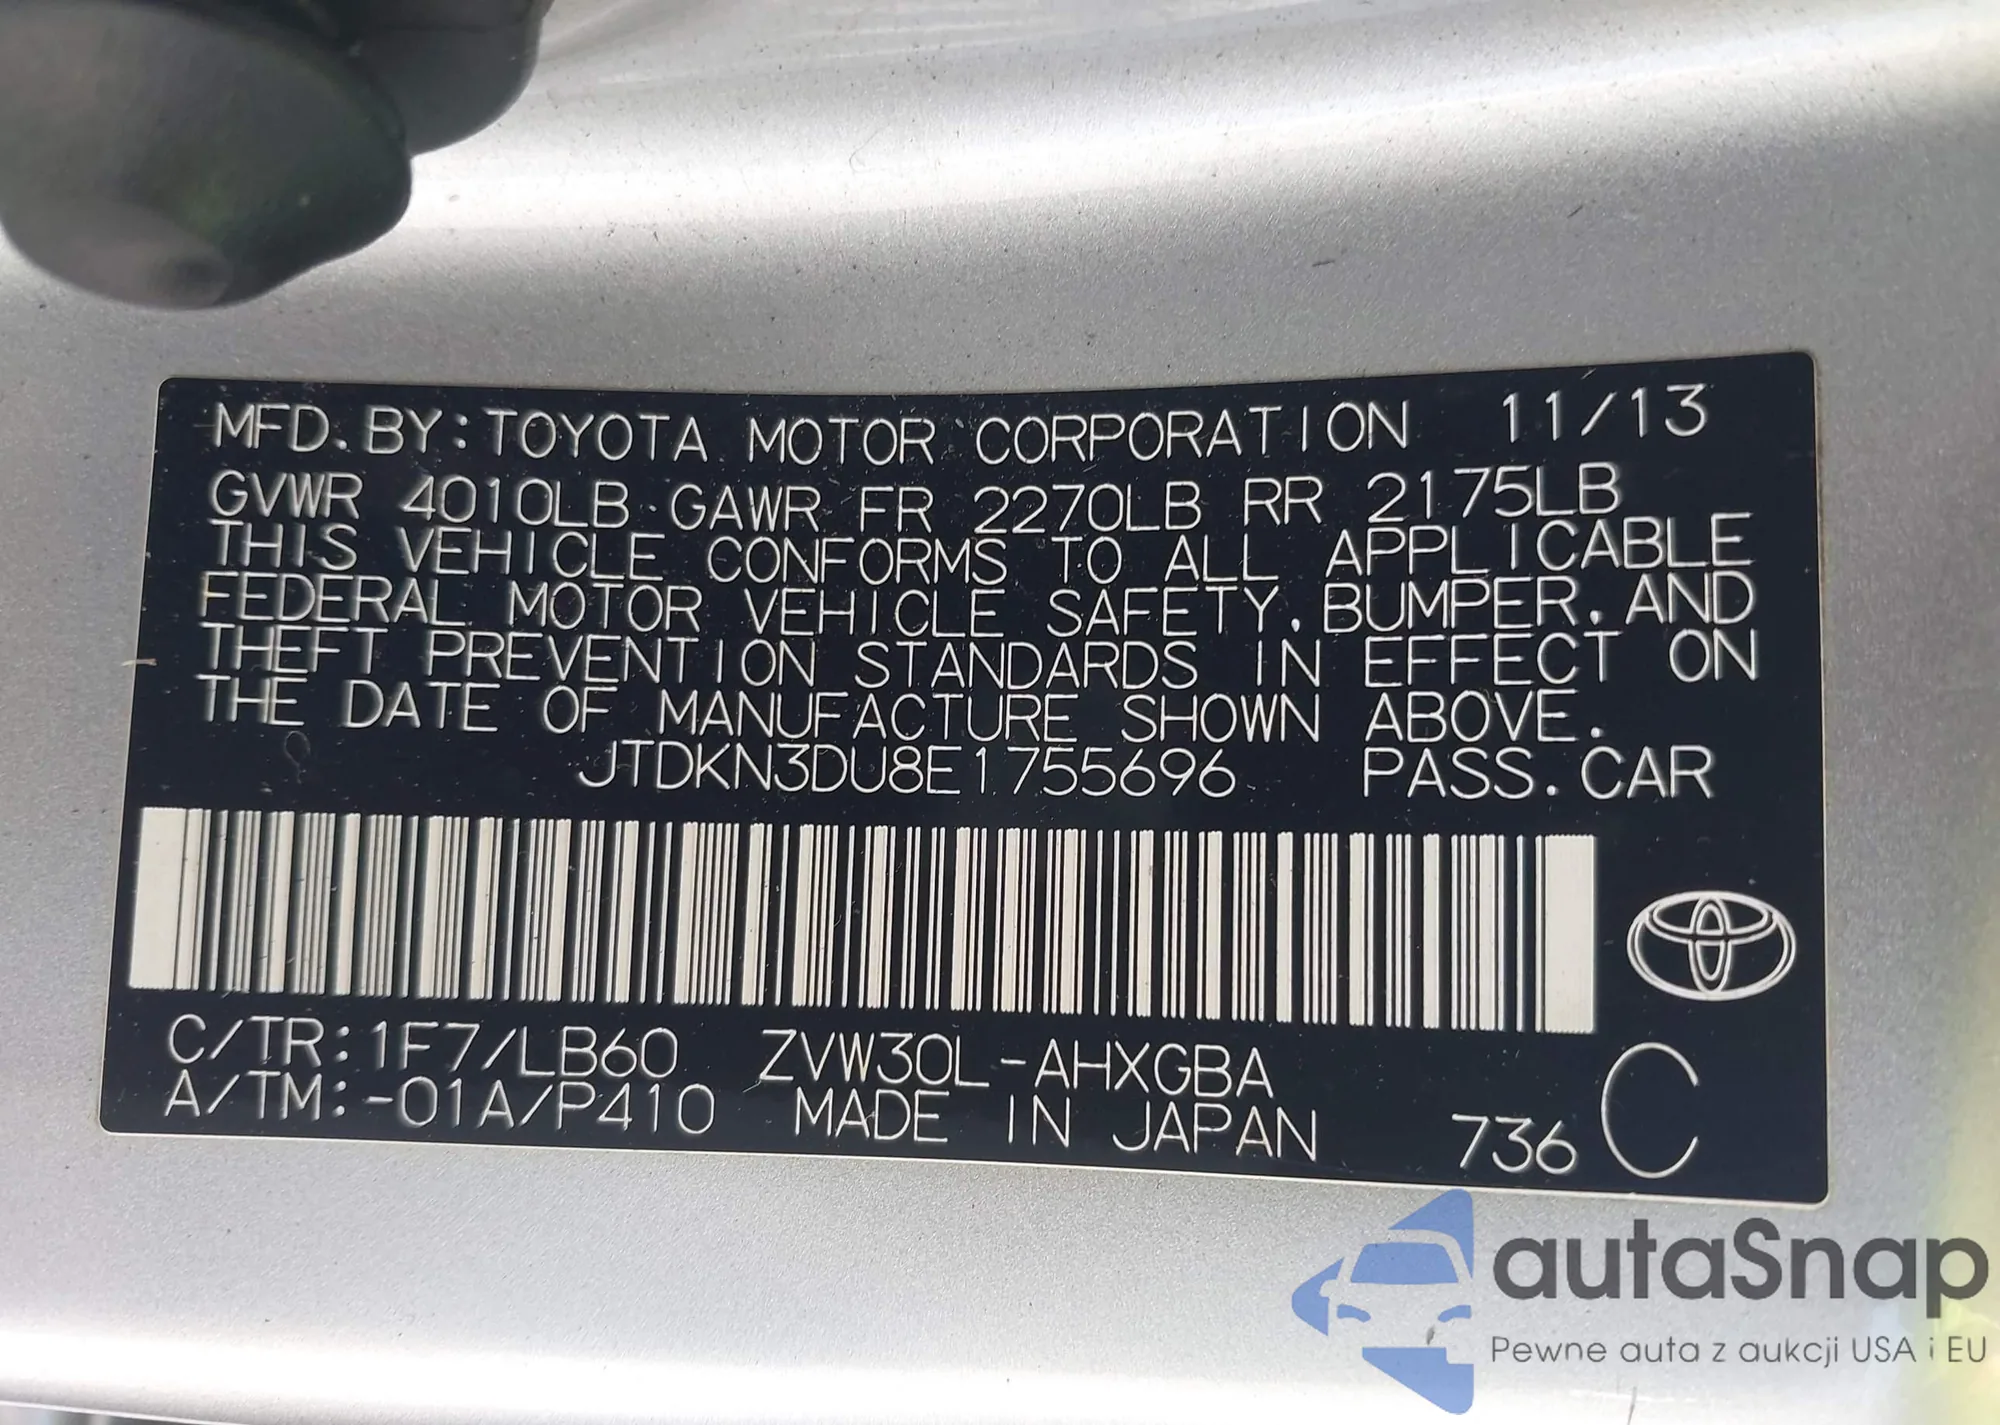 MFD. BY: TOYOTA MOTOR CORPORATION 11/13
GVWR 4010LB GAWR FR 2270LB RR 2175LB
THIS VEHICLE CONFORMS TO ALL APPLICABLE
FEDERAL MOTOR VEHICLE SAFETY, BUMPER, AND
THEFT PREVENTION STANDARDS IN EFFECT ON
THE DATE OF MANUFACTURE SHOWN ABOVE.
JTDKN3DU8E1755696 PASS. CAR
C/TR: 1F7/LB60 ZVW30L-AHXGBA
A/TM: -01A/P410 MADE IN JAPAN 736 C
autaSnap
Pewne auta z aukcji USA i EU